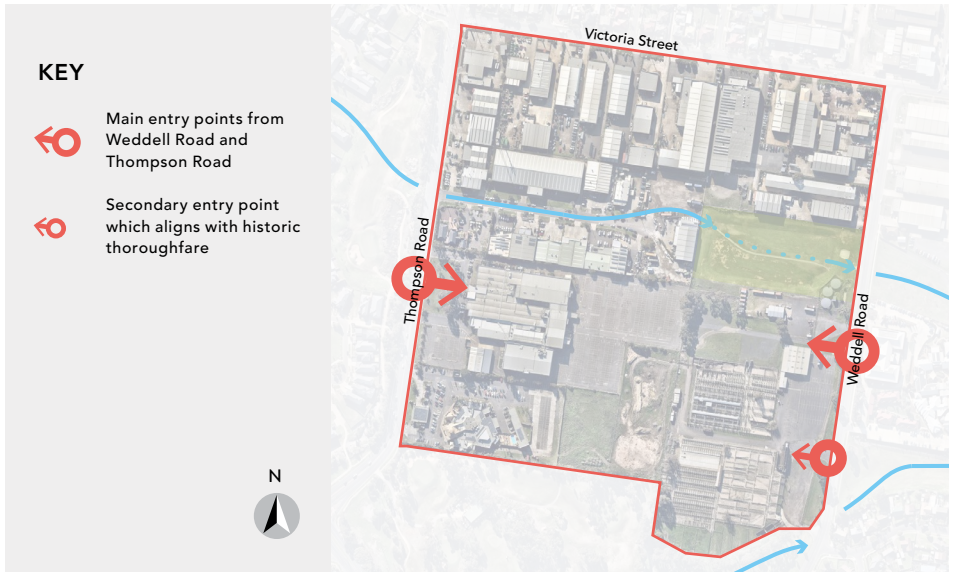 KEY
Main entry points from
Weddell Road and
Thompson Road
Secondary entry point
which aligns with historic
thoroughfare
N
Victoria Street
Thompson Road
Weddell Road